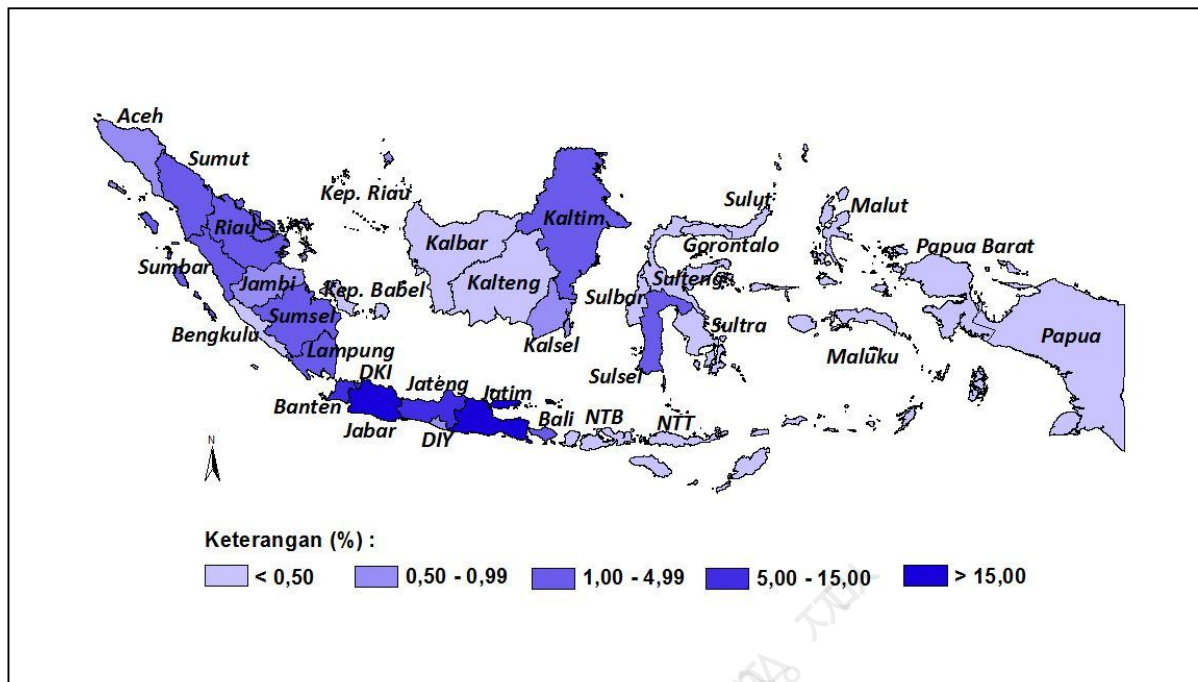 Aceh
Sumut
Kep. Riau
Riau
Sumbar
Jambi
Kep. Babel
Sumsel
Bengkulu
Lampung
DKI
Banten
Jabar
Jateng
DIY
Jatim
Bali
NTB
NTT
Kalbar
Kalteng
Kaltim
Kalsel
Sulut
Gorontalo
Sulteng
Sulbar
Sultra
Sulsel
Malut
Maluku
Papua Barat
Papua
N
Keterangan (%) :
< 0,50
0,50 - 0,99
1,00 - 4,99
5,00 - 15,00
> 15,00